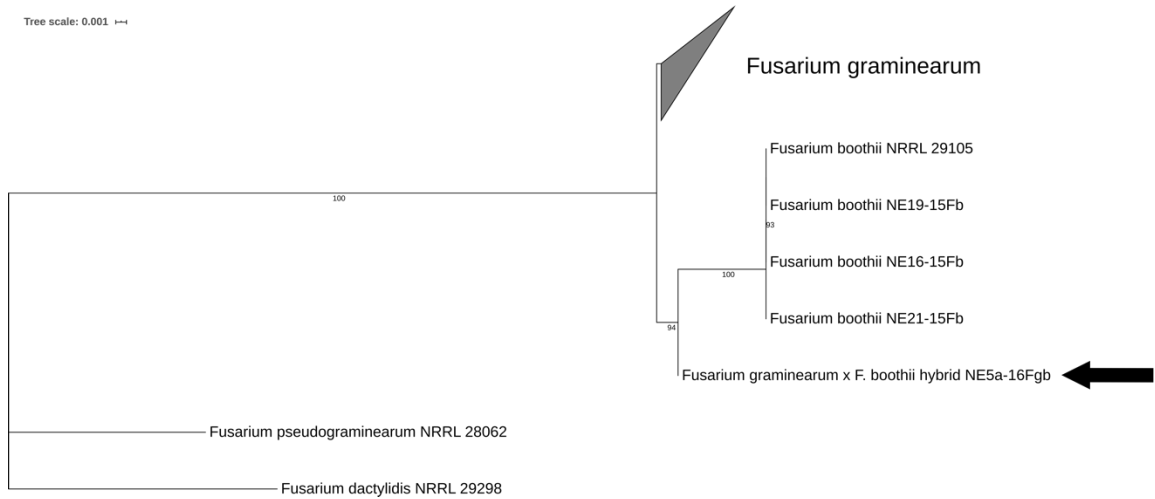 Tree scale: 0.001
Fusarium graminearum
Fusarium boothii NRRL 29105
100
Fusarium boothii NE19-15Fb
93
Fusarium boothii NE16-15Fb
100
Fusarium boothii NE21-15Fb
94
Fusarium graminearum x F. boothii hybrid NE5a-16Fgb
Fusarium pseudograminearum NRRL 28062
Fusarium dactylidis NRRL 29298